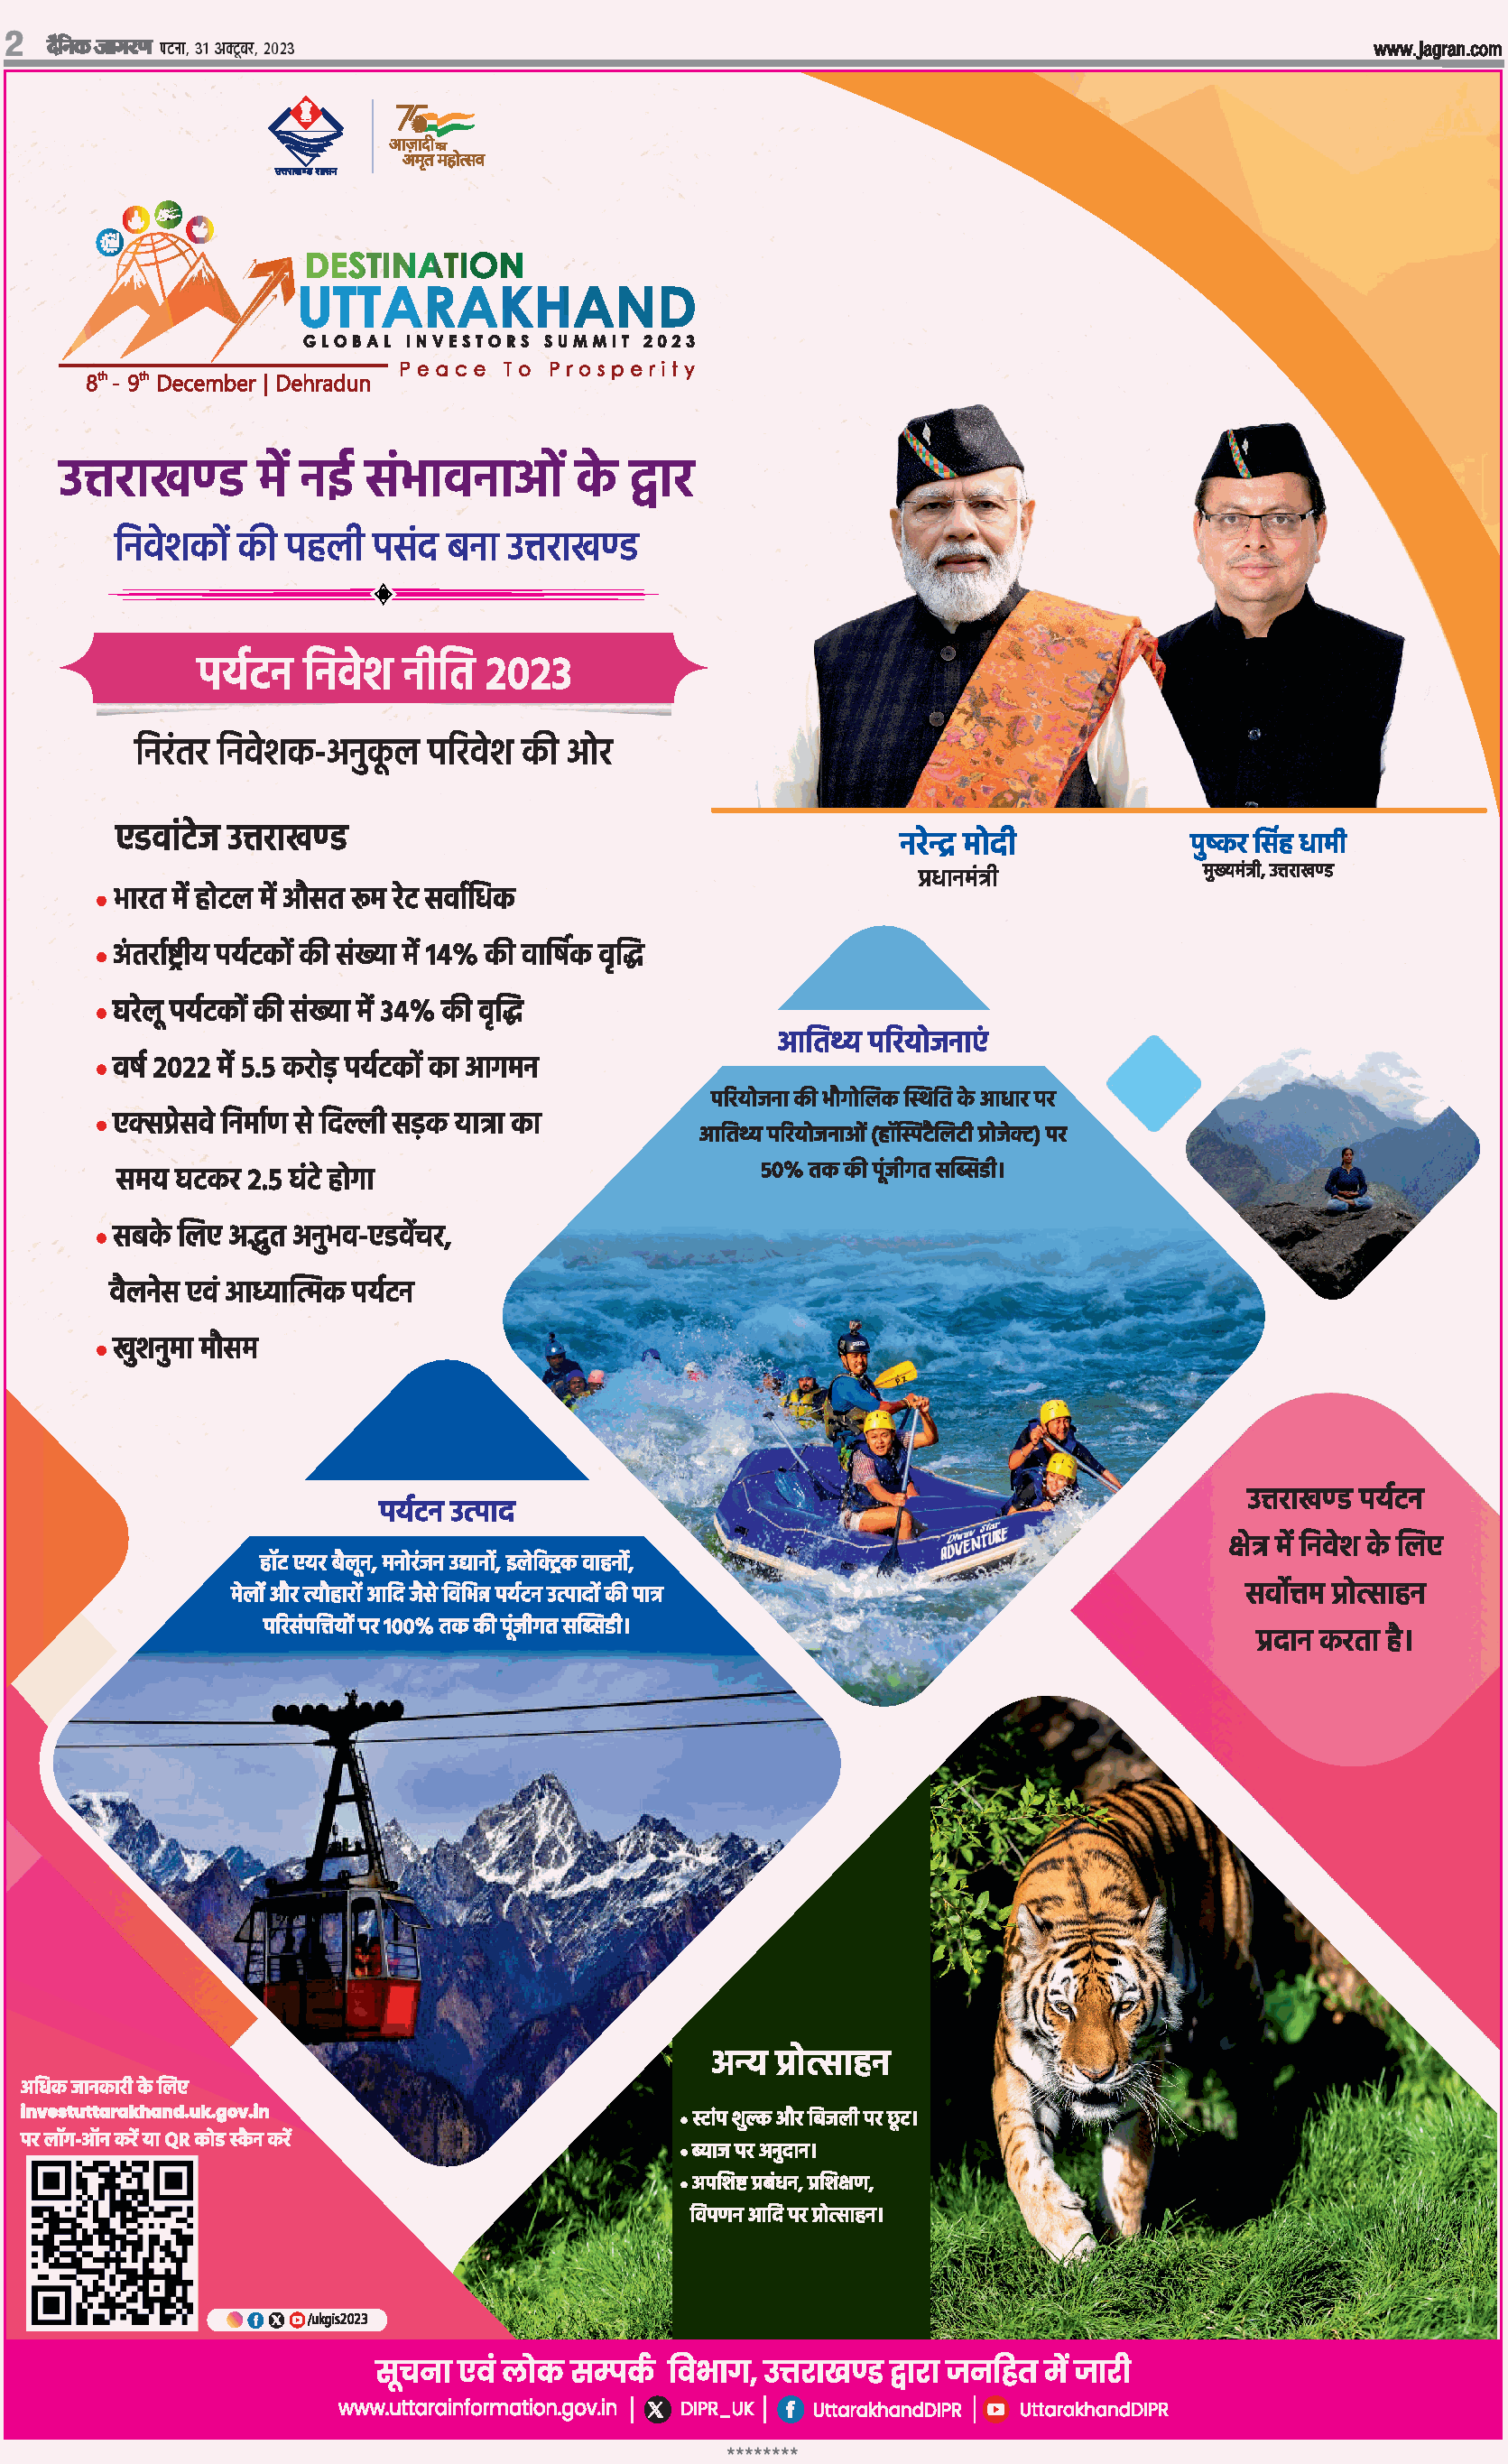 2 दैनिक जागरण पटना, 31 अक्टूबर, 2023
www.jagran.com
उत्तराखण्ड शासन
75
आज़ादी का
अमृत महोत्सव
DESTINATION
UTTARAKHAND
GLOBAL INVESTORS SUMMIT 2023
Peace To Prosperity
8th - 9th December | Dehradun
उत्तराखण्ड में नई संभावनाओं के द्वार
निवेशकों की पहली पसंद बना उत्तराखण्ड
पर्यटन निवेश नीति 2023
निरंतर निवेशक-अनुकूल परिवेश की ओर
नरेन्द्र मोदी
प्रधानमंत्री
पुष्कर सिंह धामी
मुख्यमंत्री, उत्तराखण्ड
एडवांटेज उत्तराखण्ड
• भारत में होटल में औसत रूम रेट सर्वाधिक
• अंतर्राष्ट्रीय पर्यटकों की संख्या में 14% की वार्षिक वृद्धि
• घरेलू पर्यटकों की संख्या में 34% की वृद्धि
• वर्ष 2022 में 5.5 करोड़ पर्यटकों का आगमन
• एक्सप्रेसवे निर्माण से दिल्ली सड़क यात्रा का
समय घटकर 2.5 घंटे होगा
• सबके लिए अद्भुत अनुभव-एडवेंचर,
वैलनेस एवं आध्यात्मिक पर्यटन
• खुशनुमा मौसम
आतिथ्य परियोजनाएं
परियोजना की भौगोलिक स्थिति के आधार पर
आतिथ्य परियोजनाओं (हॉस्पिटैलिटी प्रोजेक्ट) पर
50% तक की पूंजीगत सब्सिडी।
Dhruv Star
ADVENTURE
पर्यटन उत्पाद
हॉट एयर बैलून, मनोरंजन उद्यानों, इलेक्ट्रिक वाहनों,
मेलों और त्यौहारों आदि जैसे विभिन्न पर्यटन उत्पादों की पात्र
परिसंपत्तियों पर 100% तक की पूंजीगत सब्सिडी।
उत्तराखण्ड पर्यटन
क्षेत्र में निवेश के लिए
सर्वोत्तम प्रोत्साहन
प्रदान करता है।
अन्य प्रोत्साहन
• स्टांप शुल्क और बिजली पर छूट।
• ब्याज पर अनुदान।
• अपशिष्ट प्रबंधन, प्रशिक्षण,
विपणन आदि पर प्रोत्साहन।
अधिक जानकारी के लिए
investuttarakhand.uk.gov.in
पर लॉग-ऑन करें या QR कोड स्कैन करें
/ukgis2023
सूचना एवं लोक सम्पर्क विभाग, उत्तराखण्ड द्वारा जनहित में जारी
www.uttarainformation.gov.in | DIPR_UK | UttarakhandDIPR | UttarakhandDIPR
********